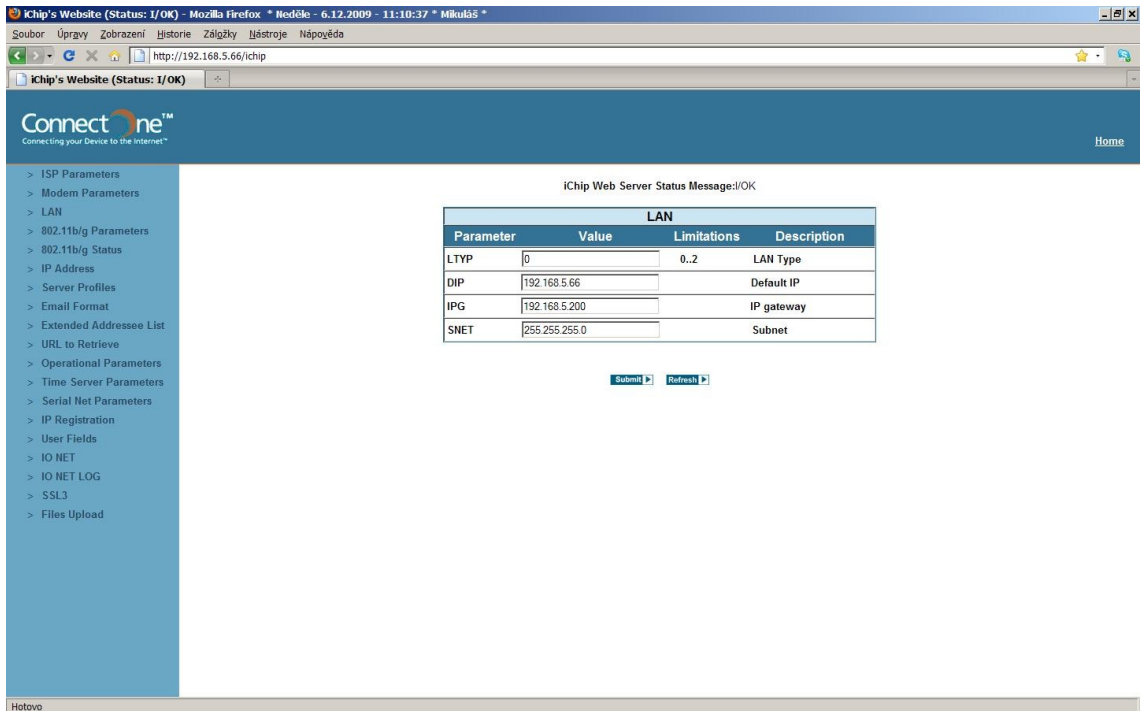 iChip's Website (Status: I/OK) - Mozilla Firefox * Neděle - 6.12.2009 - 11:10:37 * Mikuláš *
Soubor Úpravy Zobrazení Historie Záložky Nástroje Nápověda
http://192.168.5.66/ichip
iChip's Website (Status: I/OK)
ConnectOne™
Connecting your Device to the Internet™
Home
> ISP Parameters
> Modem Parameters
> LAN
> 802.11b/g Parameters
> 802.11b/g Status
> IP Address
> Server Profiles
> Email Format
> Extended Addressee List
> URL to Retrieve
> Operational Parameters
> Time Server Parameters
> Serial Net Parameters
> IP Registration
> User Fields
> IO NET
> IO NET LOG
> SSL3
> Files Upload
iChip Web Server Status Message:I/OK
LAN
Parameter Value Limitations Description
LTYP 0 0..2 LAN Type
DIP 192.168.5.66 Default IP
IPG 192.168.5.200 IP gateway
SNET 255.255.255.0 Subnet
Submit Refresh
Hotovo